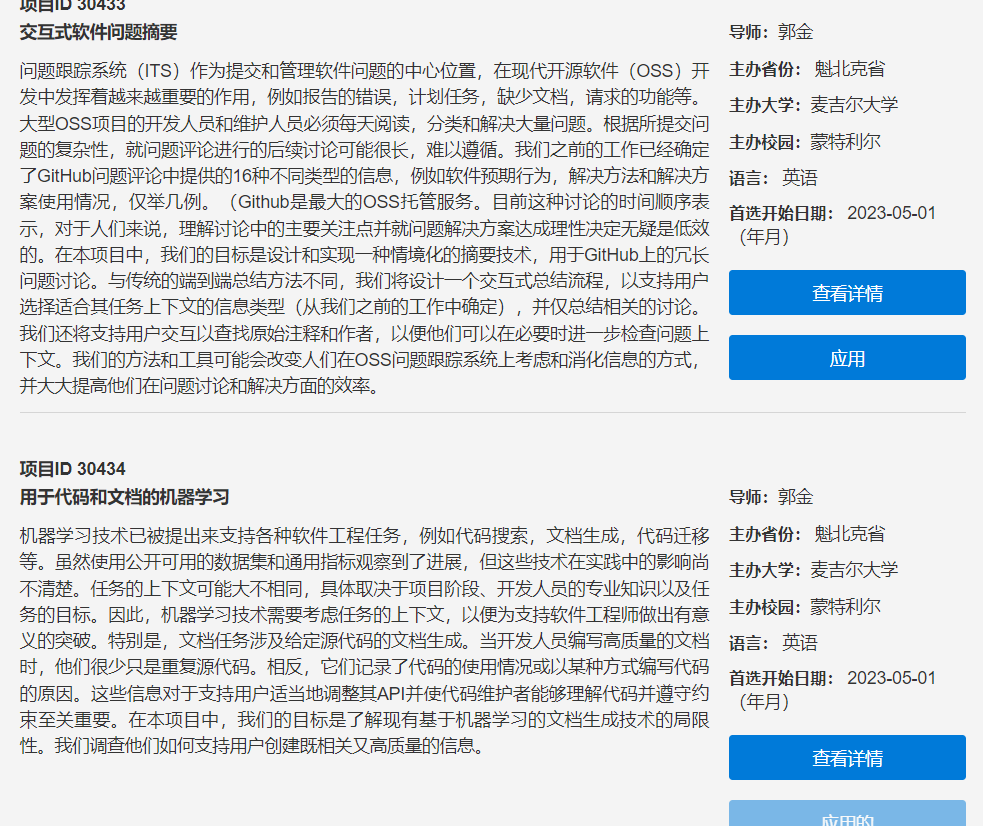 项目ID 30433
交互式软件问题摘要
问题跟踪系统（ITS）作为提交和管理软件问题的中心位置，在现代开源软件（OSS）开
发中发挥着越来越重要的作用，例如报告的错误，计划任务，缺少文档，请求的功能等。
大型OSS项目的开发人员和维护人员必须每天阅读，分类和解决大量问题。根据所提交问
题的复杂性，就问题评论进行的后续讨论可能很长，难以遵循。我们之前的工作已经确定
了GitHub问题评论中提供的16种不同类型的信息，例如软件预期行为，解决方法和解决方
案使用情况，仅举几例。（Github是最大的OSS托管服务。目前这种讨论的时间顺序表
示，对于人们来说，理解讨论中的主要关注点并就问题解决方案达成理性决定无疑是低效
的。在本项目中，我们的目标是设计和实现一种情境化的摘要技术，用于GitHub上的冗长
问题讨论。与传统的端到端总结方法不同，我们将设计一个交互式总结流程，以支持用户
选择适合其任务上下文的信息类型（从我们之前的工作中确定），并仅总结相关的讨论。
我们还将支持用户交互以查找原始注释和作者，以便他们可以在必要时进一步检查问题上
下文。我们的方法和工具可能会改变人们在OSS问题跟踪系统上考虑和消化信息的方式，
并大大提高他们在问题讨论和解决方面的效率。
导师： 郭金
主办省份： 魁北克省
主办大学：麦吉尔大学
主办校园：蒙特利尔
语言： 英语
首选开始日期： 2023-05-01
（年月）
查看详情
应用
项目ID 30434
用于代码和文档的机器学习
机器学习技术已被提出来支持各种软件工程任务，例如代码搜索，文档生成，代码迁移
等。虽然使用公开可用的数据集和通用指标观察到了进展，但这些技术在实践中的影响尚
不清楚。任务的上下文可能大不相同，具体取决于项目阶段、开发人员的专业知识以及任
务的目标。因此，机器学习技术需要考虑任务的上下文，以便为支持软件工程师做出有意
义的突破。特别是，文档任务涉及给定源代码的文档生成。当开发人员编写高质量的文档
时，他们很少只是重复源代码。相反，它们记录了代码的使用情况或以某种方式编写代码
的原因。这些信息对于支持用户适当地调整其API并使代码维护者能够理解代码并遵守约
束至关重要。在本项目中，我们的目标是了解现有基于机器学习的文档生成技术的局限
性。我们调查他们如何支持用户创建既相关又高质量的信息。
导师： 郭金
主办省份： 魁北克省
主办大学：麦吉尔大学
主办校园：蒙特利尔
语言： 英语
首选开始日期： 2023-05-01
（年月）
查看详情
应用的